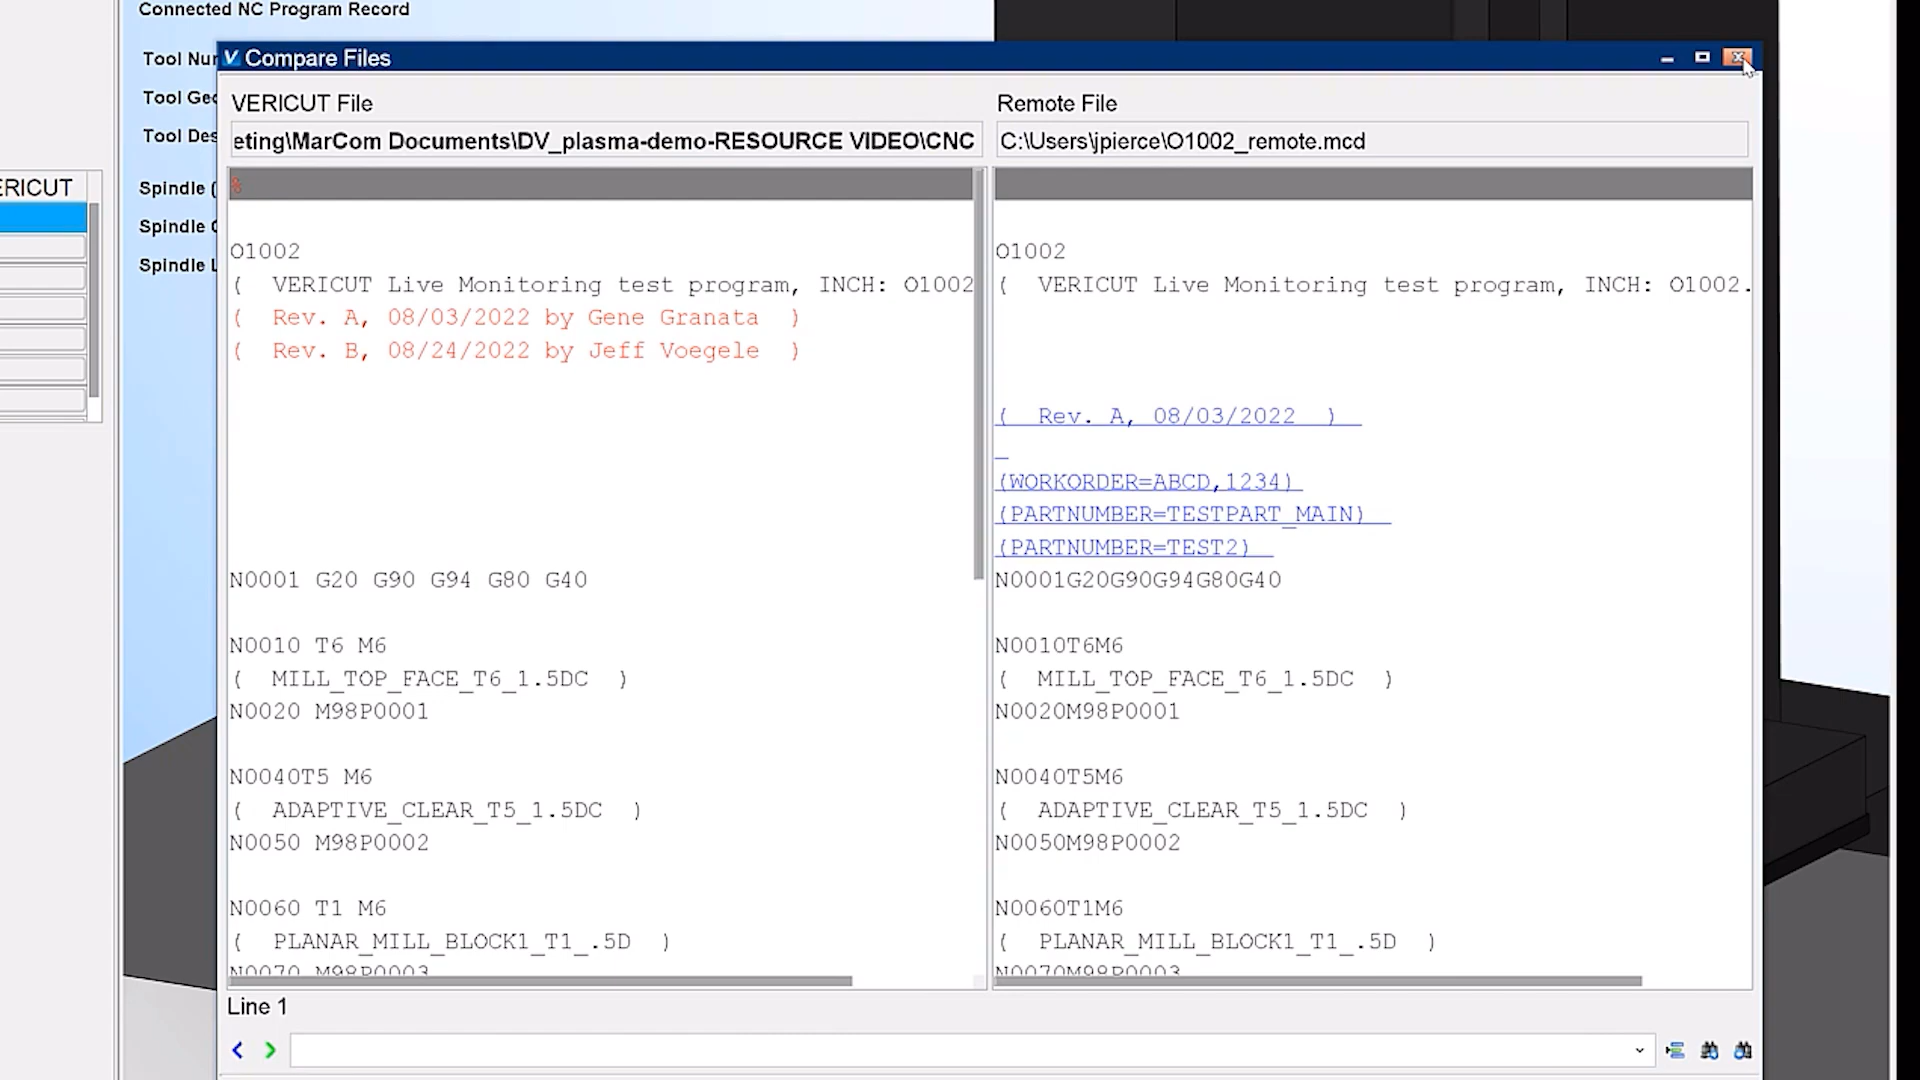 Connected NC Program Record
Tool Nu
Tool Ge
Tool Des
Spindle (
Spindle
Spindle L
ERICUT
V Compare Files
VERICUT File
Remote File
eting\MarCom Documents\DV_plasma-demo-RESOURCE VIDEO\CNC
C:\Users\jpierce\O1002_remote.mcd
%
O1002
( VERICUT Live Monitoring test program, INCH: O1002
( Rev. A, 08/03/2022 by Gene Granata )
( Rev. B, 08/24/2022 by Jeff Voegele )
N0001 G20 G90 G94 G80 G40
N0010 T6 M6
( MILL_TOP_FACE_T6_1.5DC )
N0020 M98P0001
N0040T5 M6
( ADAPTIVE_CLEAR_T5_1.5DC )
N0050 M98P0002
N0060 T1 M6
( PLANAR_MILL_BLOCK1_T1_.5D )
N0070 M98P0003
O1002
( VERICUT Live Monitoring test program, INCH: O1002.
( Rev. A, 08/03/2022 )
(WORKORDER=ABCD,1234)
(PARTNUMBER=TESTPART_MAIN)
(PARTNUMBER=TEST2)
N0001G20G90G94G80G40
N0010T6M6
( MILL_TOP_FACE_T6_1.5DC )
N0020M98P0001
N0040T5M6
( ADAPTIVE_CLEAR_T5_1.5DC )
N0050M98P0002
N0060T1M6
( PLANAR_MILL_BLOCK1_T1_.5D )
N0070M98P0003
Line 1